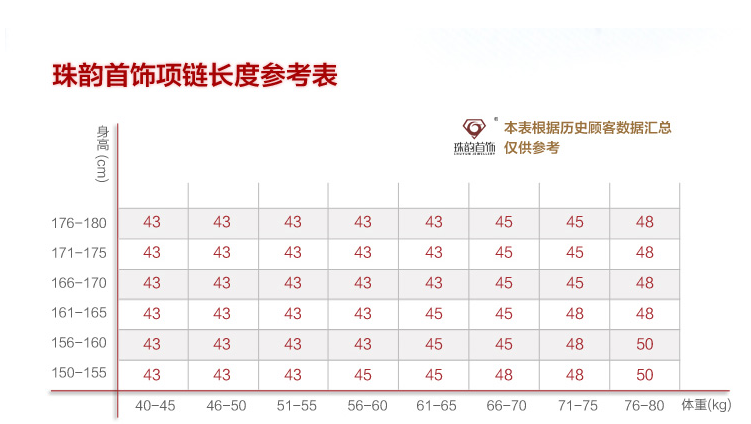 珠韵首饰项链长度参考表
身高(cm)
珠韵首饰
ZHUYUN JEWELLERY
®
本表根据历史顾客数据汇总
仅供参考
176-180 43 43 43 43 43 45 45 48
171-175 43 43 43 43 43 45 45 48
166-170 43 43 43 43 43 45 45 48
161-165 43 43 43 43 45 45 48 48
156-160 43 43 43 43 45 45 48 50
150-155 43 43 43 45 45 48 48 50
40-45 46-50 51-55 56-60 61-65 66-70 71-75 76-80 体重(kg)